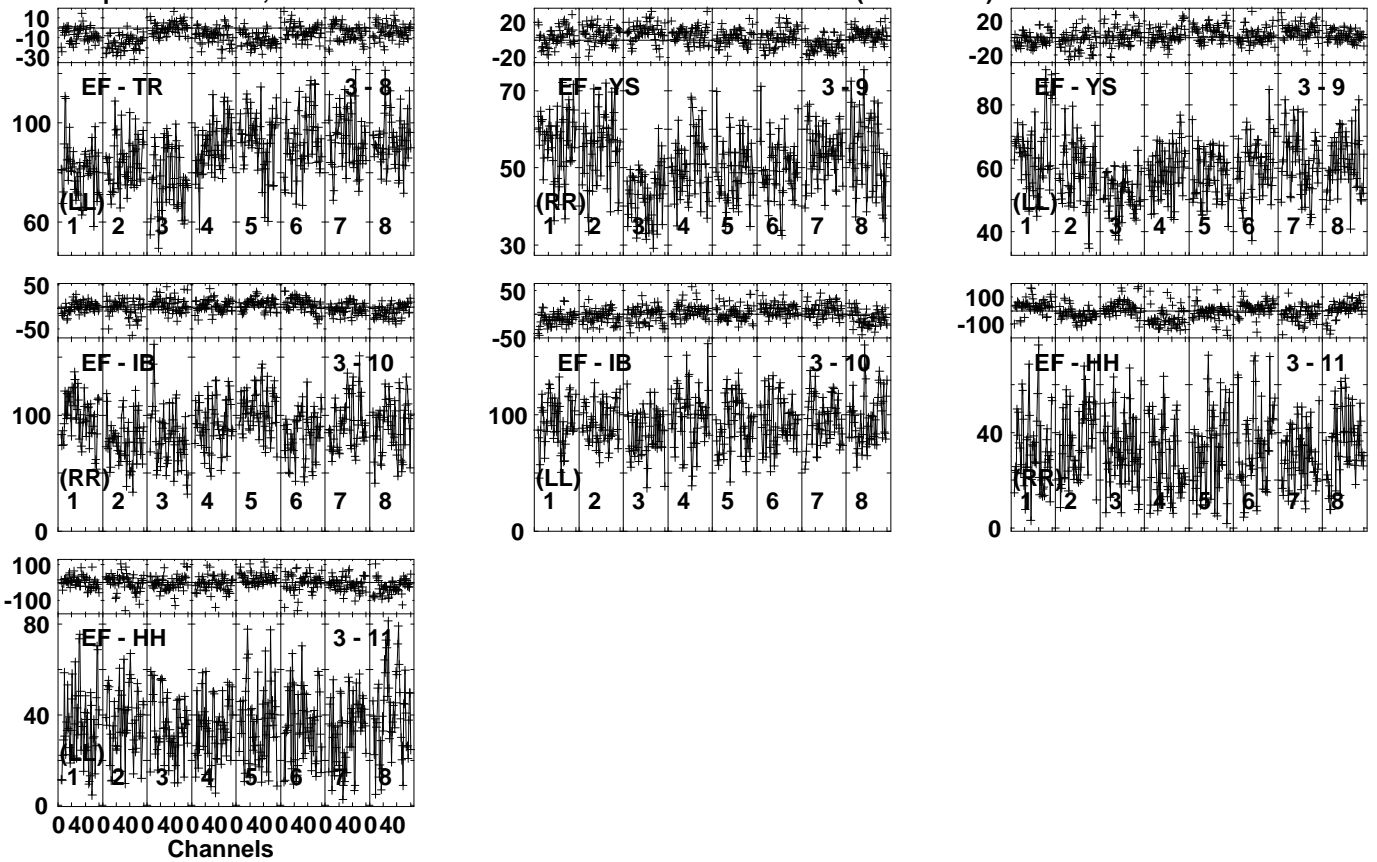 10
-10
-30
EF - TR 3 - 8
100
60
(LL)
1 2 3 4 5 6 7 8
20
-20
EF - YS 3 - 9
70
50
30
(RR)
1 2 3 4 5 6 7 8
20
-20
EF - YS 3 - 9
80
60
40
(LL)
1 2 3 4 5 6 7 8
50
-50
EF - IB 3 - 10
100
0
(RR)
1 2 3 4 5 6 7 8
50
-50
EF - IB 3 - 10
100
0
(LL)
1 2 3 4 5 6 7 8
100
-100
EF - HH 3 - 11
40
0
(RR)
1 2 3 4 5 6 7 8
100
-100
EF - HH 3 - 11
80
40
0
(LL)
1 2 3 4 5 6 7 8
0 40 0 40 0 40 0 40 0 40 0 40 0 40 0 40
Channels